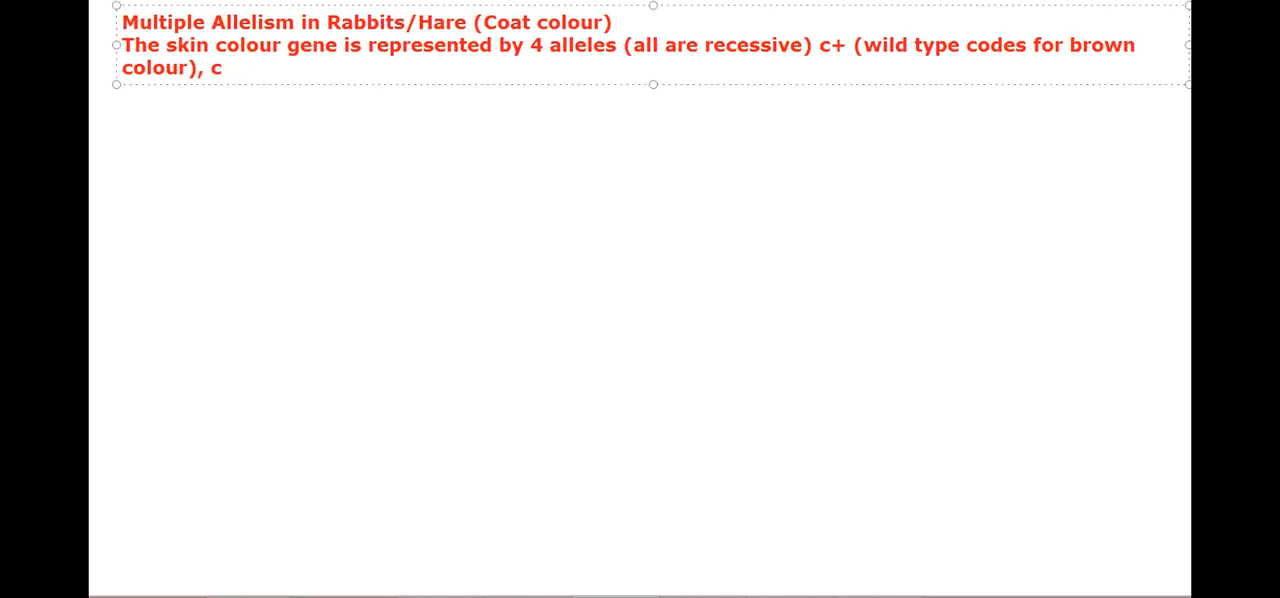 Multiple Allelism in Rabbits/Hare (Coat colour)
The skin colour gene is represented by 4 alleles (all are recessive) c+ (wild type codes for brown
colour), c